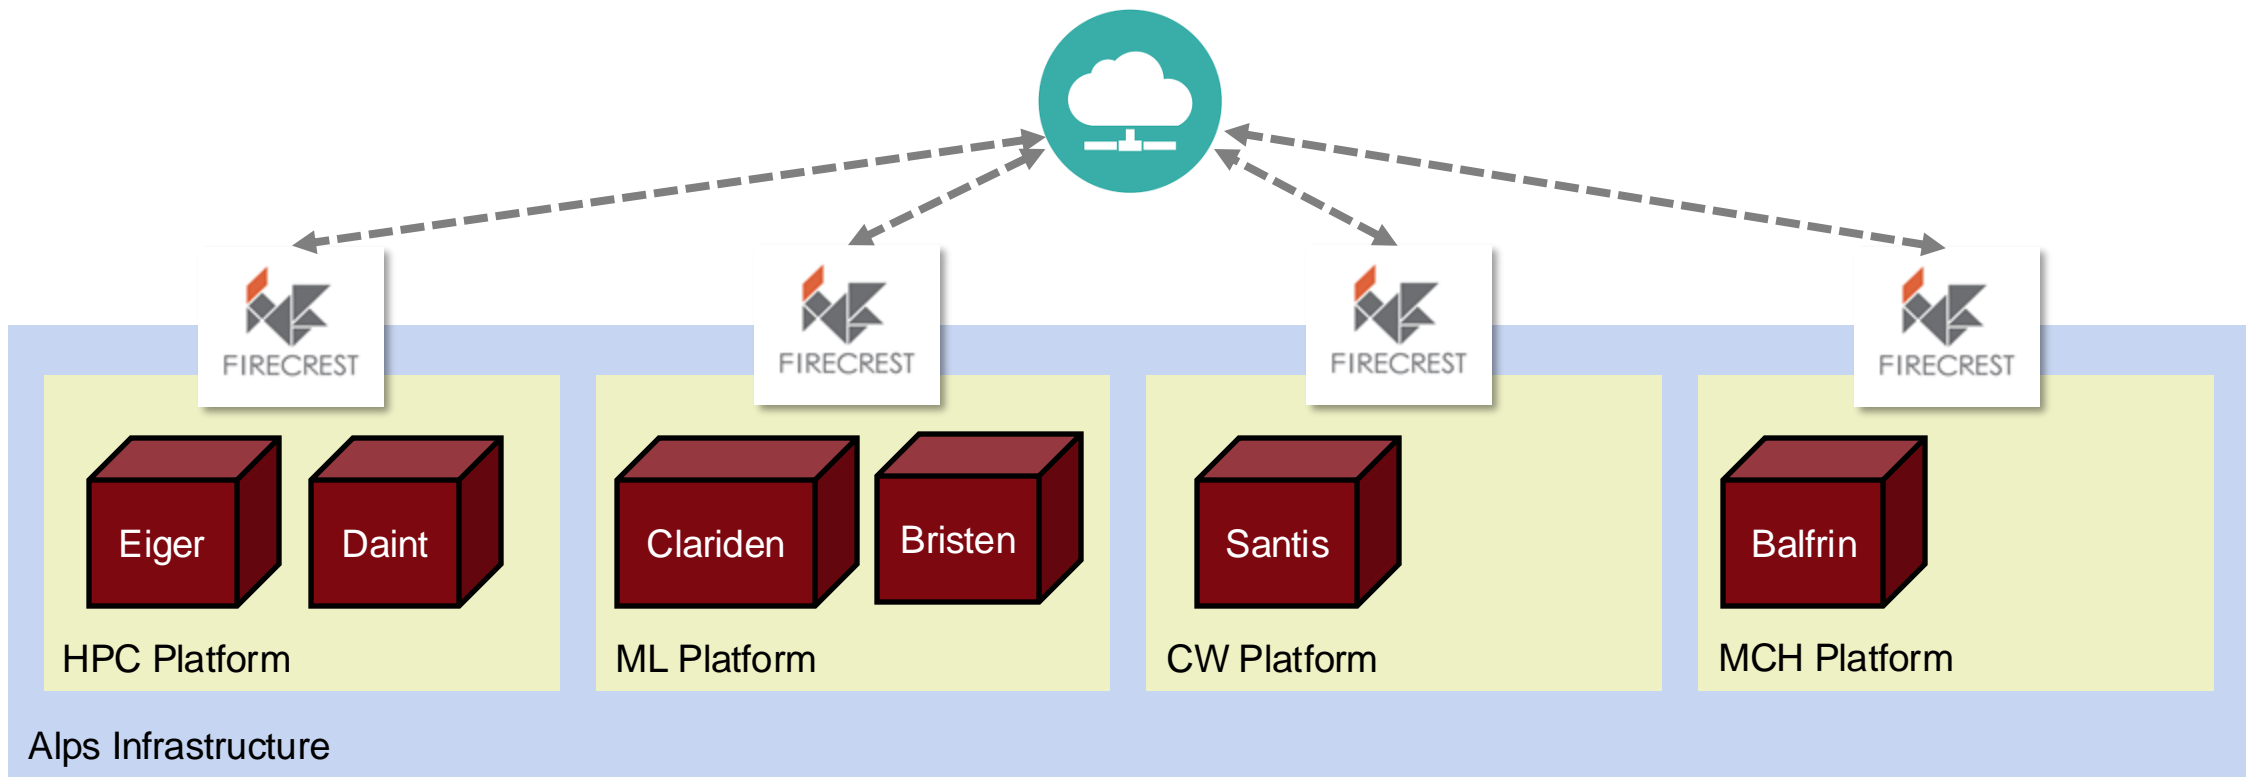 FIRECREST
FIRECREST
FIRECREST
FIRECREST
Eiger
Daint
Clariden
Bristen
Santis
Balfrin
HPC Platform
ML Platform
CW Platform
MCH Platform
Alps Infrastructure